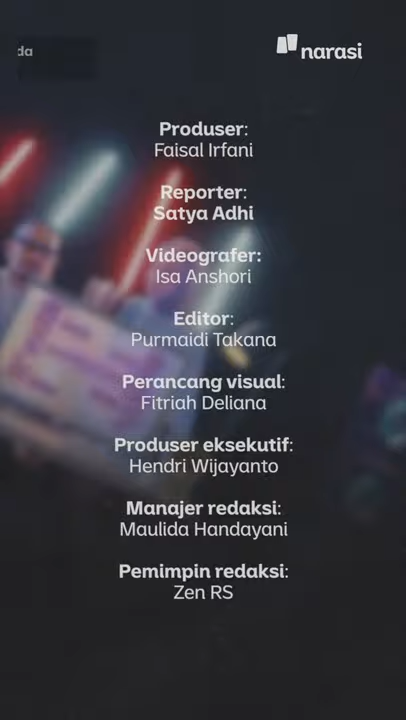 da
narasi
Produser:
Faisal Irfani
Reporter:
Satya Adhi
Videografer:
Isa Anshori
Editor:
Purmaidi Takana
Perancang visual:
Fitriah Deliana
Produser eksekutif:
Hendri Wijayanto
Manajer redaksi:
Maulida Handayani
Pemimpin redaksi:
Zen RS